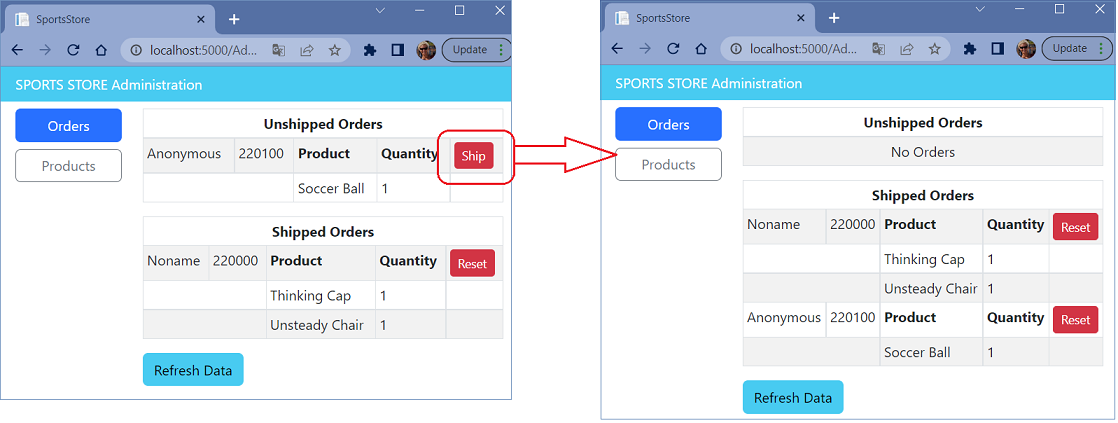 SportsStore
localhost:5000/Ad...
Update
SPORTS STORE Administration
Orders
Products
Unshipped Orders
Anonymous 220100 Product Quantity Ship
Soccer Ball 1
Shipped Orders
Noname 220000 Product Quantity Reset
Thinking Cap 1
Unsteady Chair 1
Refresh Data
SportsStore
localhost:5000/Ad...
Update
SPORTS STORE Administration
Orders
Products
Unshipped Orders
No Orders
Shipped Orders
Noname 220000 Product Quantity Reset
Thinking Cap 1
Unsteady Chair 1
Anonymous 220100 Product Quantity Reset
Soccer Ball 1
Refresh Data